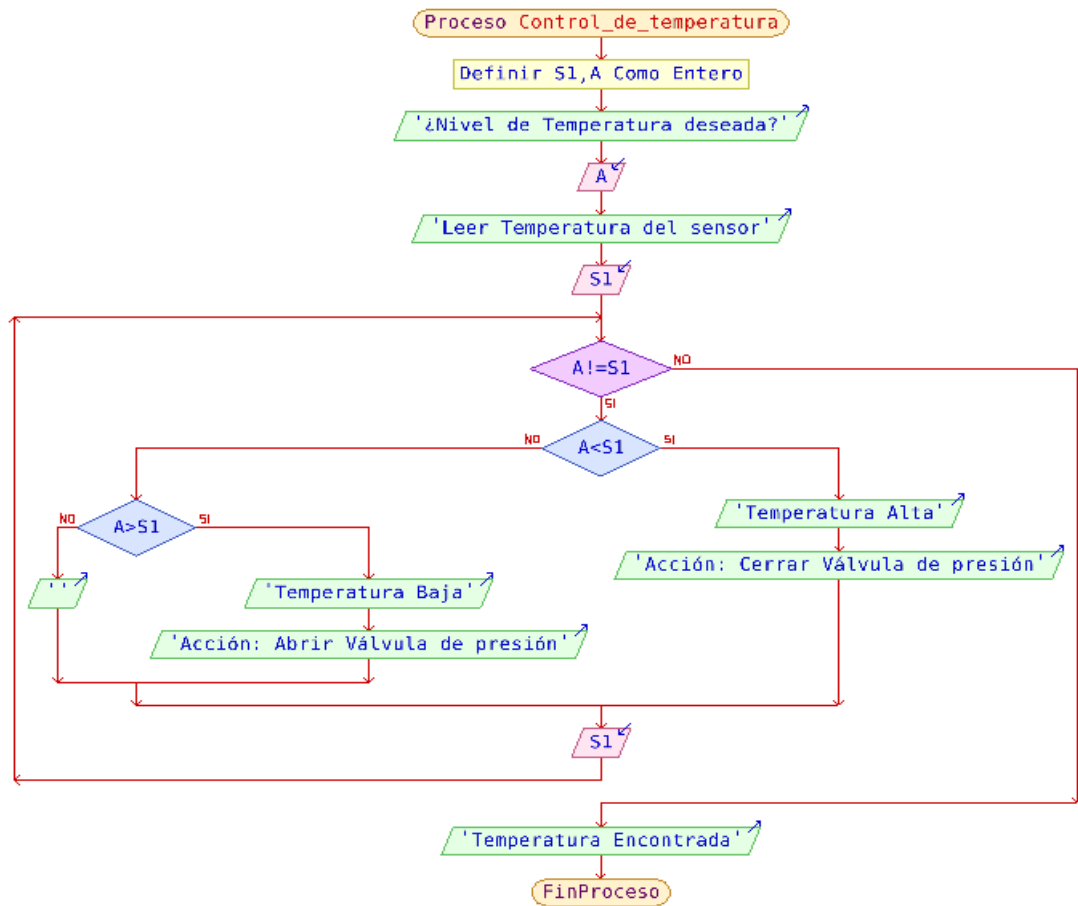 Proceso Control_de_temperatura
Definir S1,A Como Entero
'¿Nivel de Temperatura deseada?'
A
'Leer Temperatura del sensor'
S1
A!=S1
NO
SI
A<S1
NO
SI
A>S1
NO
SI
'Temperatura Alta'
'Acción: Cerrar Válvula de presión'
''
'Temperatura Baja'
'Acción: Abrir Válvula de presión'
S1
'Temperatura Encontrada'
FinProceso